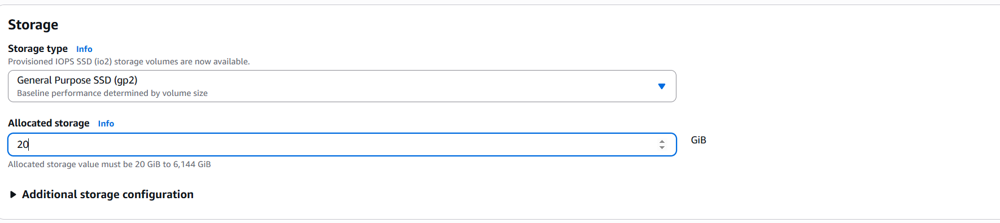 Storage
Storage type Info
Provisioned IOPS SSD (io2) storage volumes are now available.
General Purpose SSD (gp2)
Baseline performance determined by volume size
Allocated storage Info
20
GiB
Allocated storage value must be 20 GiB to 6,144 GiB
Additional storage configuration